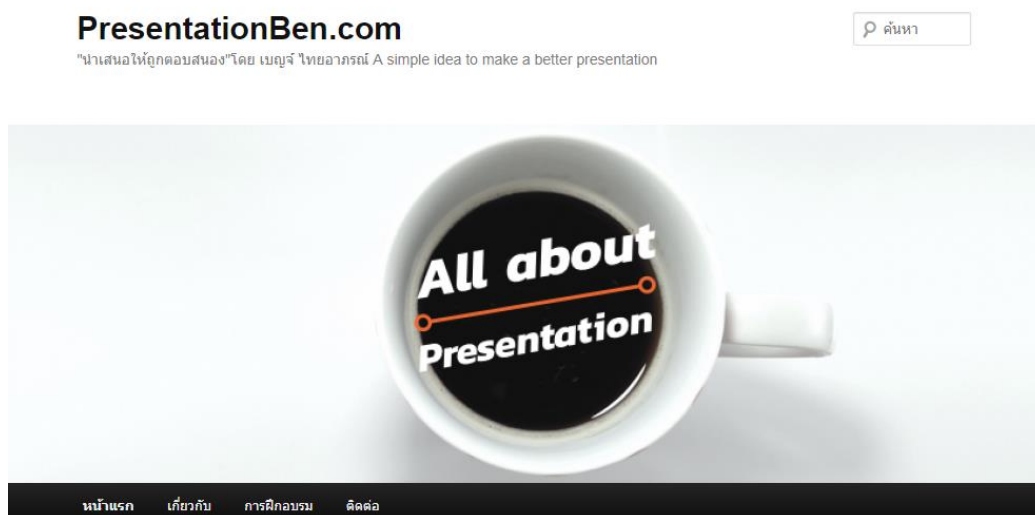 PresentationBen.com
ค้นหา
"นำเสนอให้ถูกตอบสนอง"โดย เบญจ์ ไทยอาภรณ์ A simple idea to make a better presentation
All about
Presentation
หน้าแรก เกี่ยวกับ การฝึกอบรม ติดต่อ